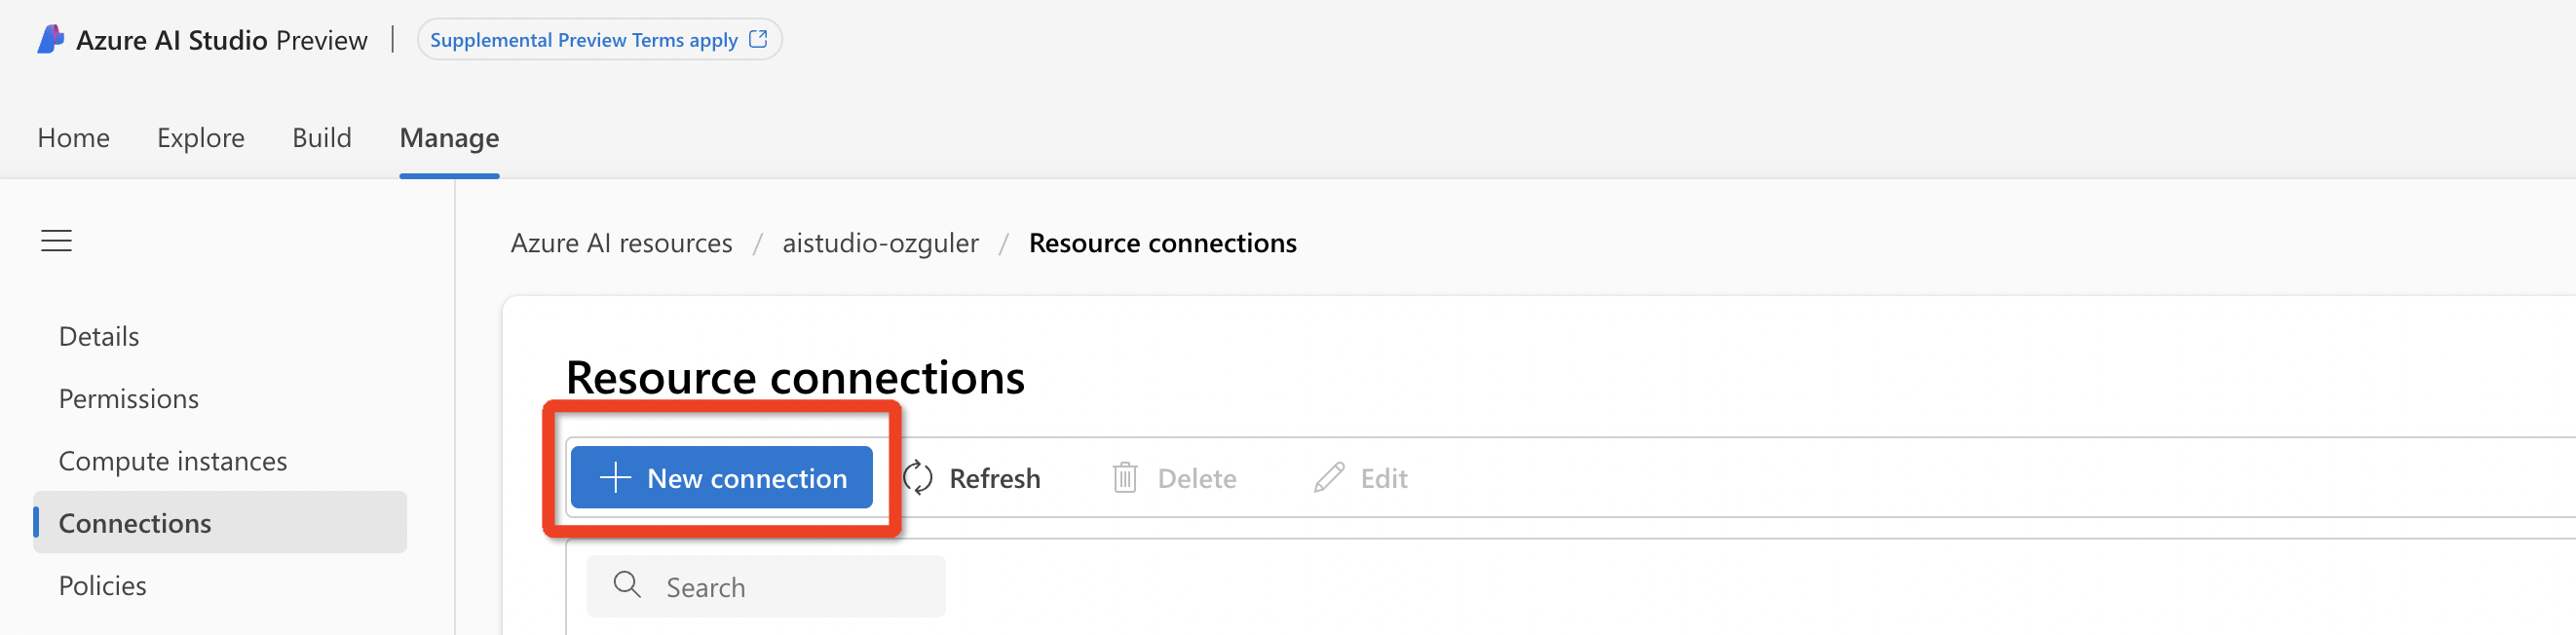 Azure AI Studio Preview | Supplemental Preview Terms apply
Home Explore Build Manage
Azure AI resources / aistudio-ozguler / Resource connections
Details
Permissions
Compute instances
Connections
Policies
Resource connections
New connection Refresh Delete Edit
Search